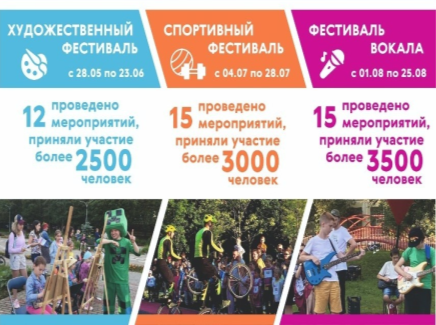 ХУДОЖЕСТВЕННЫЙ
ФЕСТИВАЛЬ
с 28.05 по 23.06
12 проведено
мероприятий,
приняли участие
более 2500
человек
СПОРТИВНЫЙ
ФЕСТИВАЛЬ
с 04.07 по 28.07
15 проведено
мероприятий,
приняли участие
более 3000
человек
ФЕСТИВАЛЬ
ВОКАЛА
с 01.08 по 25.08
15 проведено
мероприятий,
приняли участие
более 3500
человек